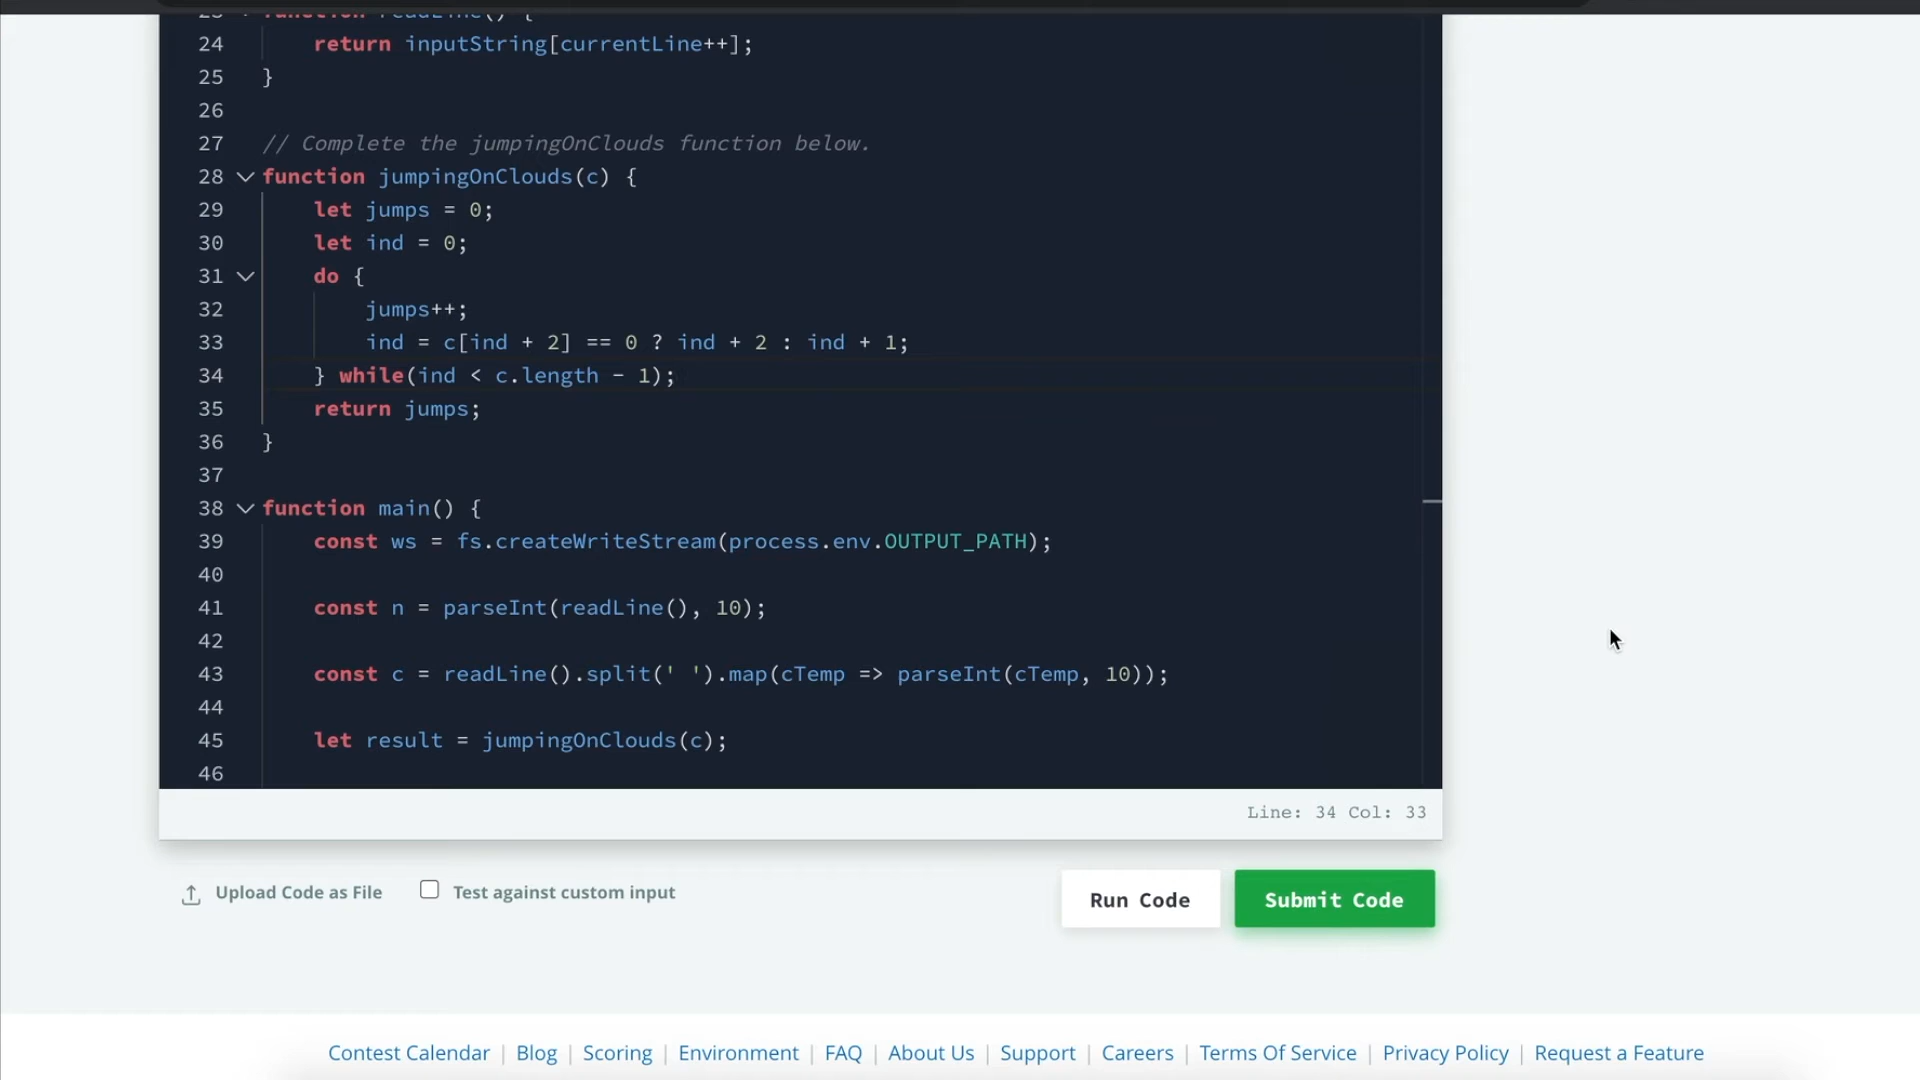 23 function readLine() {
24 return inputString[currentLine++];
25 }
26
27 // Complete the jumpingOnClouds function below.
28 function jumpingOnClouds(c) {
29 let jumps = 0;
30 let ind = 0;
31 do {
32 jumps++;
33 ind = c[ind + 2] == 0 ? ind + 2 : ind + 1;
34 } while(ind < c.length - 1);
35 return jumps;
36 }
37
38 function main() {
39 const ws = fs.createWriteStream(process.env.OUTPUT_PATH);
40
41 const n = parseInt(readLine(), 10);
42
43 const c = readLine().split(' ').map(cTemp => parseInt(cTemp, 10));
44
45 let result = jumpingOnClouds(c);
46
Line: 34 Col: 33
Upload Code as File Test against custom input Run Code Submit Code
Contest Calendar | Blog | Scoring | Environment | FAQ | About Us | Support | Careers | Terms Of Service | Privacy Policy | Request a Feature